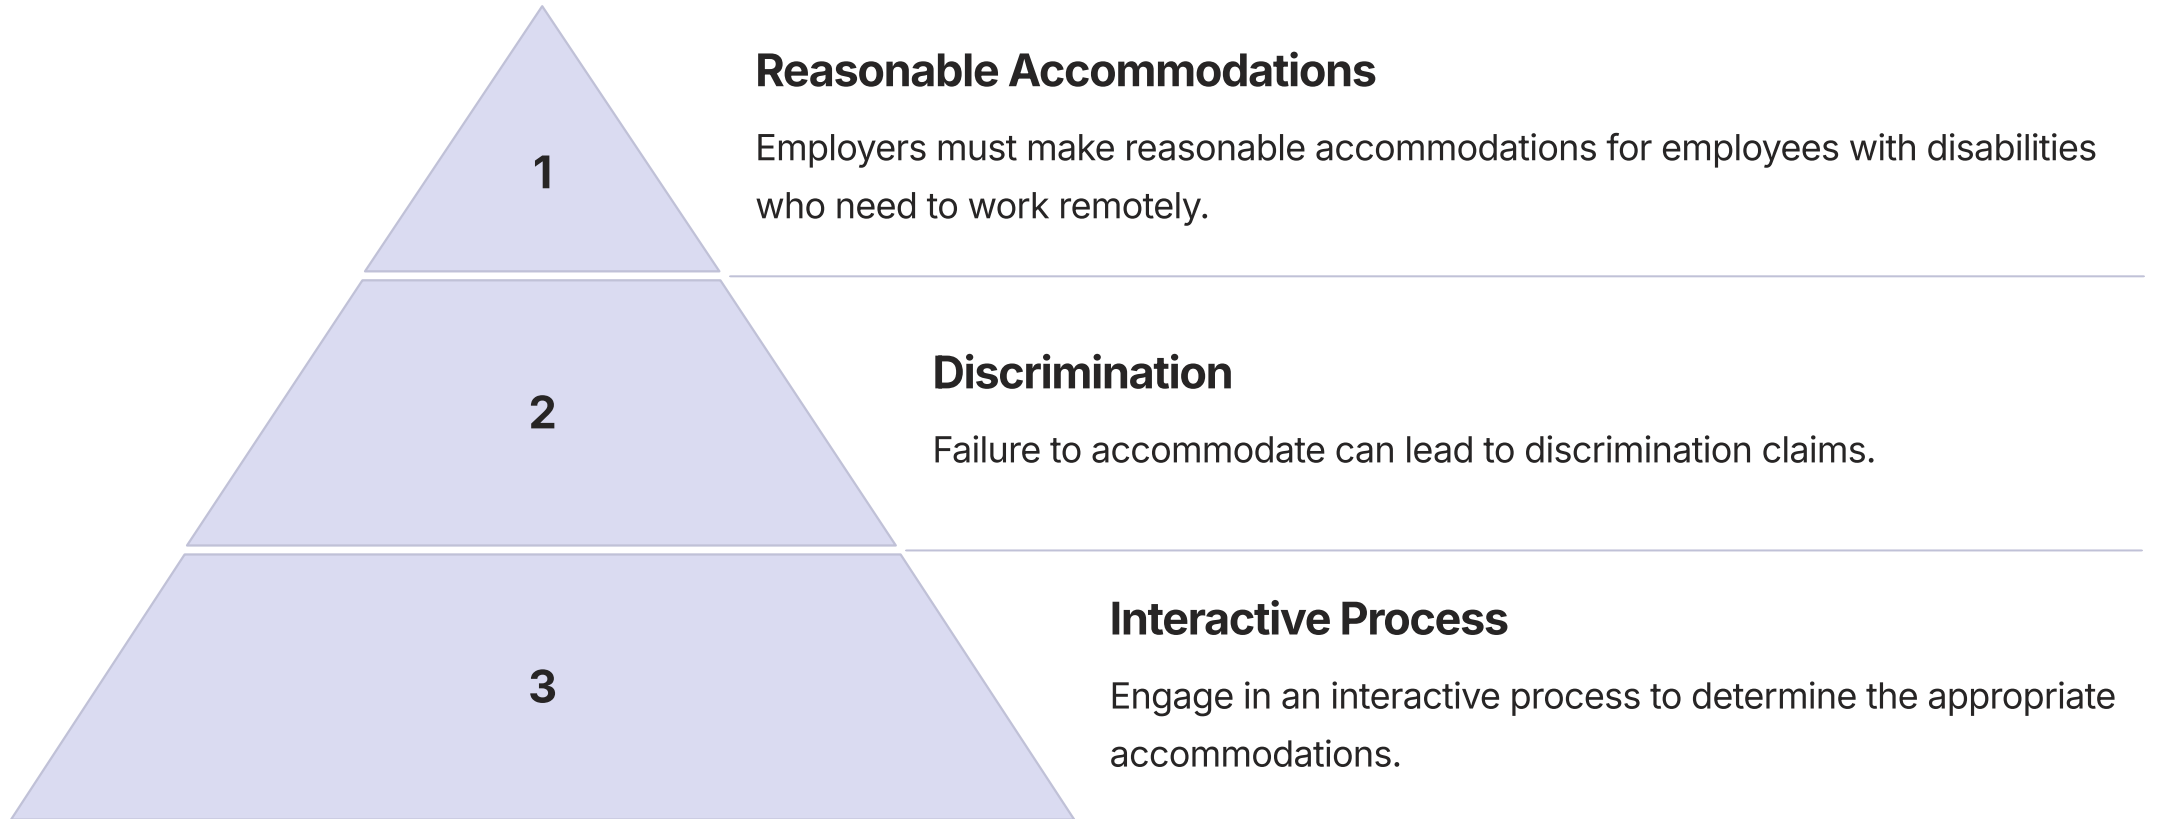 Reasonable Accommodations
Employers must make reasonable accommodations for employees with disabilities
who need to work remotely.
1
Discrimination
Failure to accommodate can lead to discrimination claims.
2
Interactive Process
Engage in an interactive process to determine the appropriate
accommodations.
3